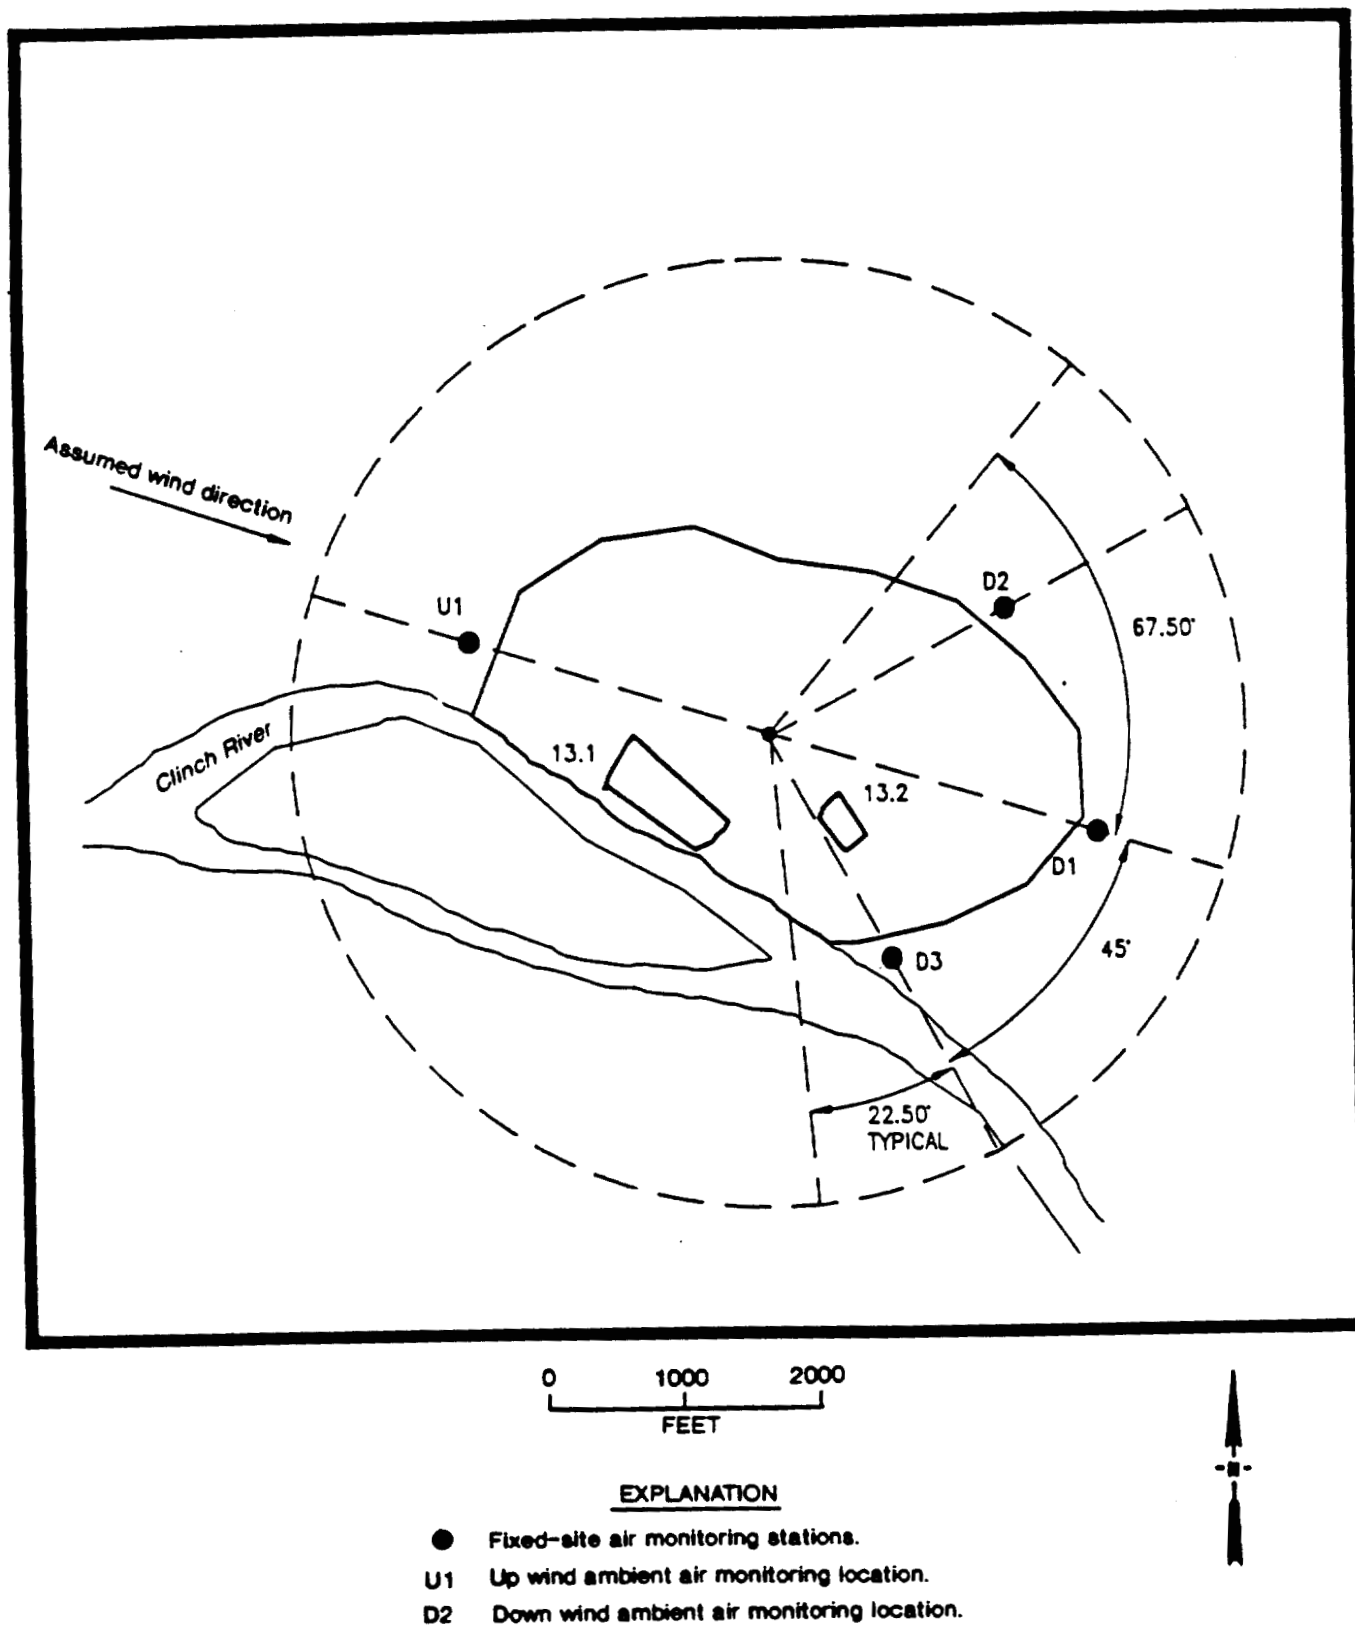 Assumed wind direction
U1
D2
67.50°
Clinch River
13.1
13.2
D1
45°
D3
22.50°
TYPICAL
0 1000 2000
FEET
N
EXPLANATION
Fixed-site air monitoring stations.
U1 Up wind ambient air monitoring location.
D2 Down wind ambient air monitoring location.